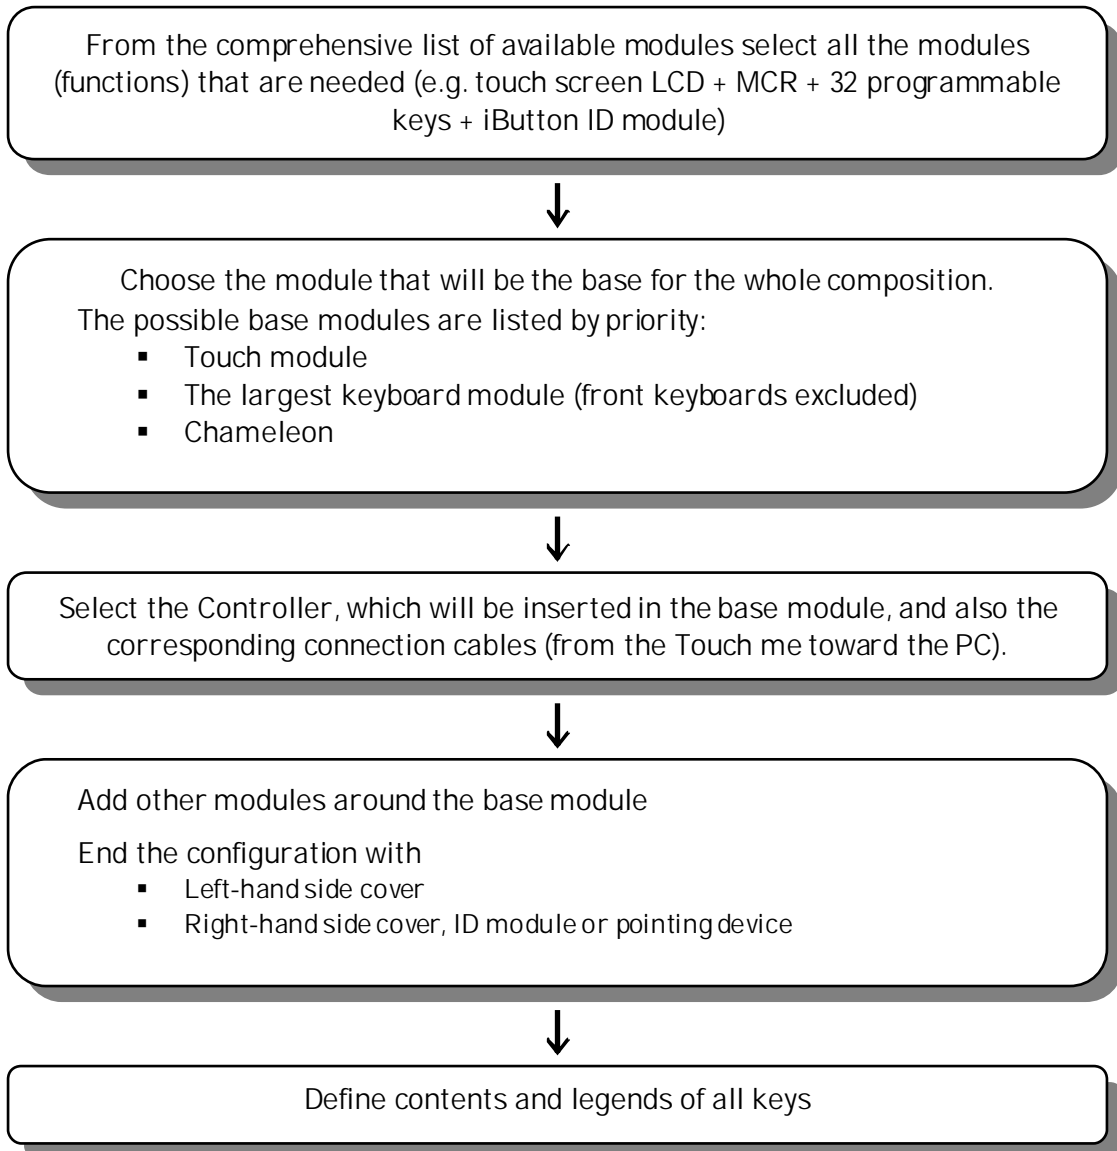 From the comprehensive list of available modules select all the modules
(functions) that are needed (e.g. touch screen LCD + MCR + 32 programmable
keys + iButton ID module)
Choose the module that will be the base for the whole composition.
The possible base modules are listed by priority:
▪ Touch module
▪ The largest keyboard module (front keyboards excluded)
▪ Chameleon
Select the Controller, which will be inserted in the base module, and also the
corresponding connection cables (from the Touch me toward the PC).
Add other modules around the base module
End the configuration with
▪ Left-hand side cover
▪ Right-hand side cover, ID module or pointing device
Define contents and legends of all keys